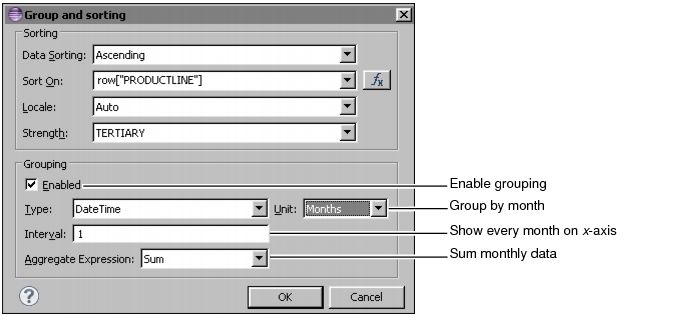 Group and sorting
Sorting
Data Sorting: Ascending
Sort On: row["PRODUCTLINE"]
fx
Locale: Auto
Strength: TERTIARY
Grouping
Enabled
Enable grouping
Type: DateTime Unit: Months
Group by month
Interval: 1
Show every month on x-axis
Aggregate Expression: Sum
Sum monthly data
? OK Cancel